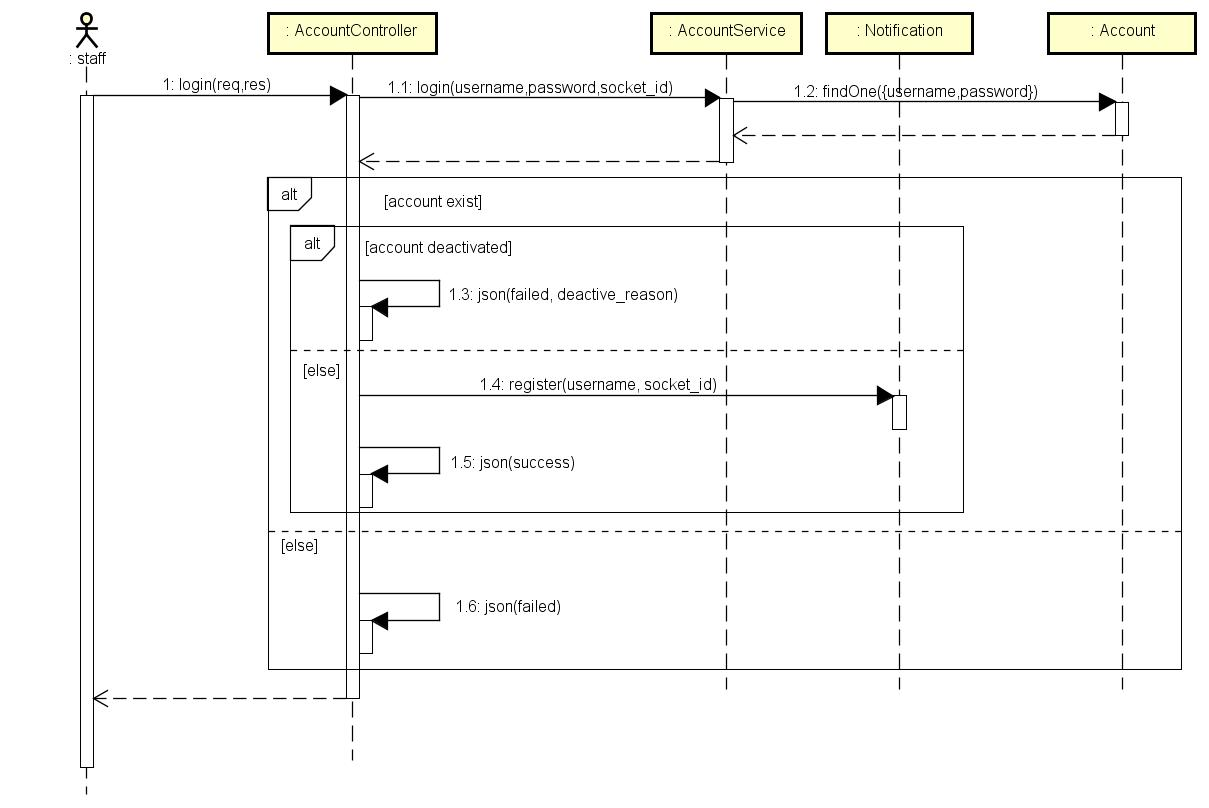 : staff
: AccountController
: AccountService
: Notification
: Account
1: login(req,res)
1.1: login(username,password,socket_id)
1.2: findOne({username,password})
alt
[account exist]
alt
[account deactivated]
1.3: json(failed, deactive_reason)
[else]
1.4: register(username, socket_id)
1.5: json(success)
[else]
1.6: json(failed)